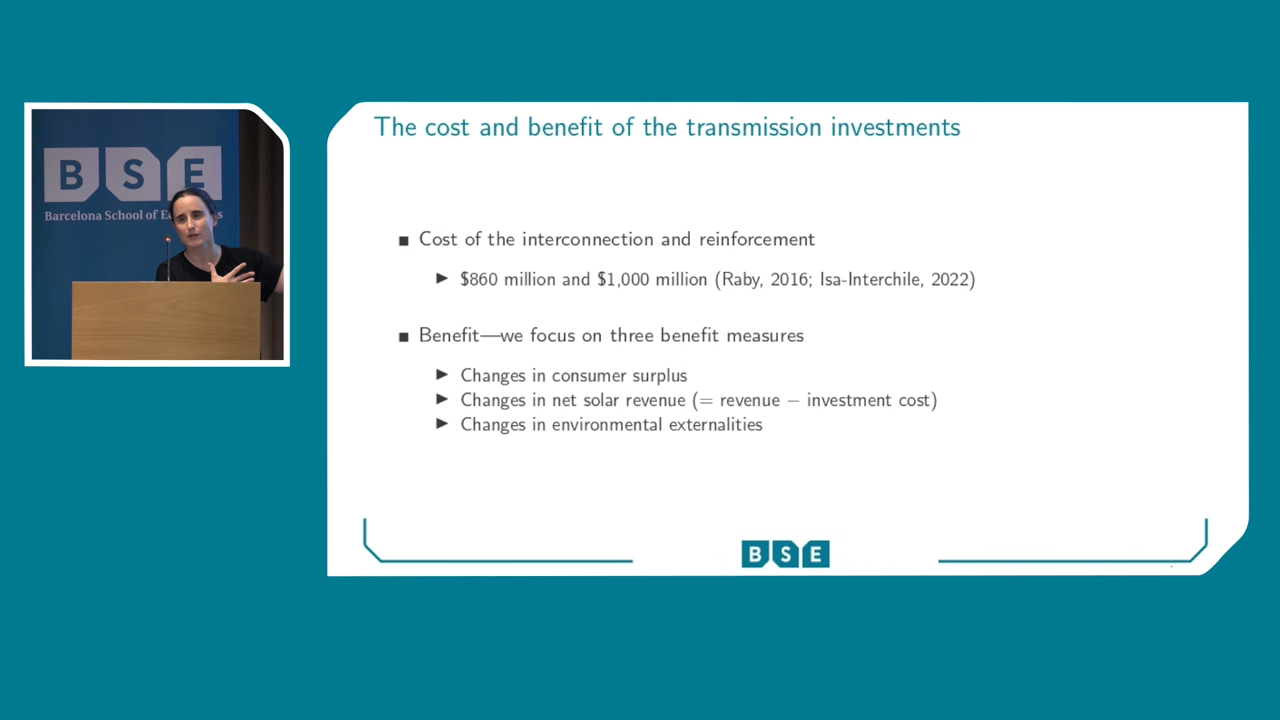 B S E
Barcelona School of E s
The cost and benefit of the transmission investments
■ Cost of the interconnection and reinforcement
▶ $860 million and $1,000 million (Raby, 2016; Isa-Interchile, 2022)
■ Benefit—we focus on three benefit measures
▶ Changes in consumer surplus
▶ Changes in net solar revenue (= revenue − investment cost)
▶ Changes in environmental externalities
B S E